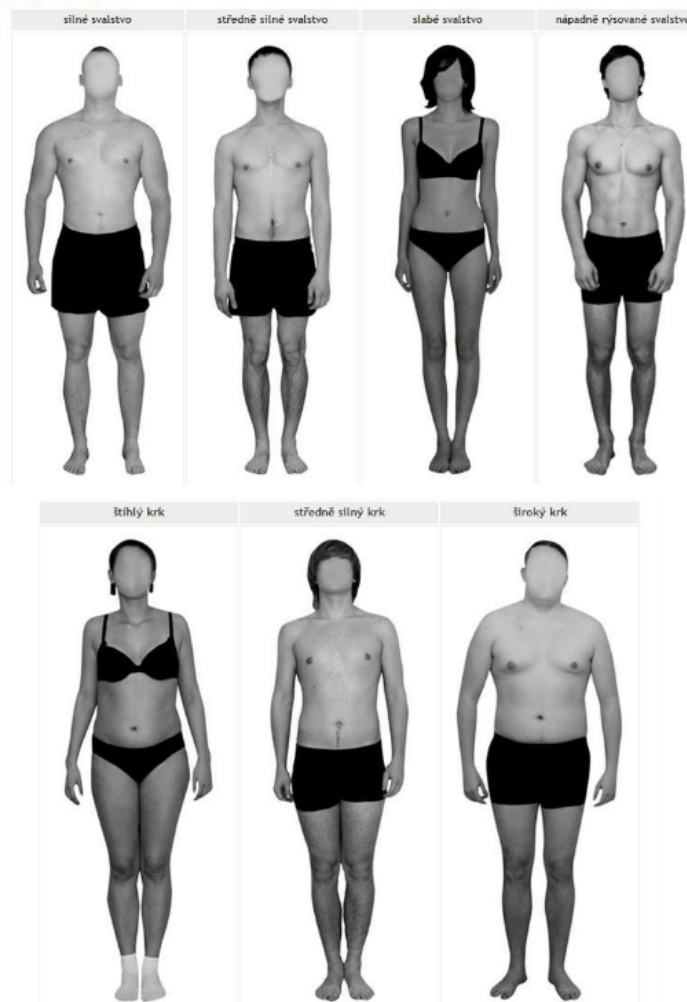 silné svalstvo
středně silné svalstvo
slabé svalstvo
nápadně rýsované svalstvo
štíhlý krk
středně silný krk
široký krk